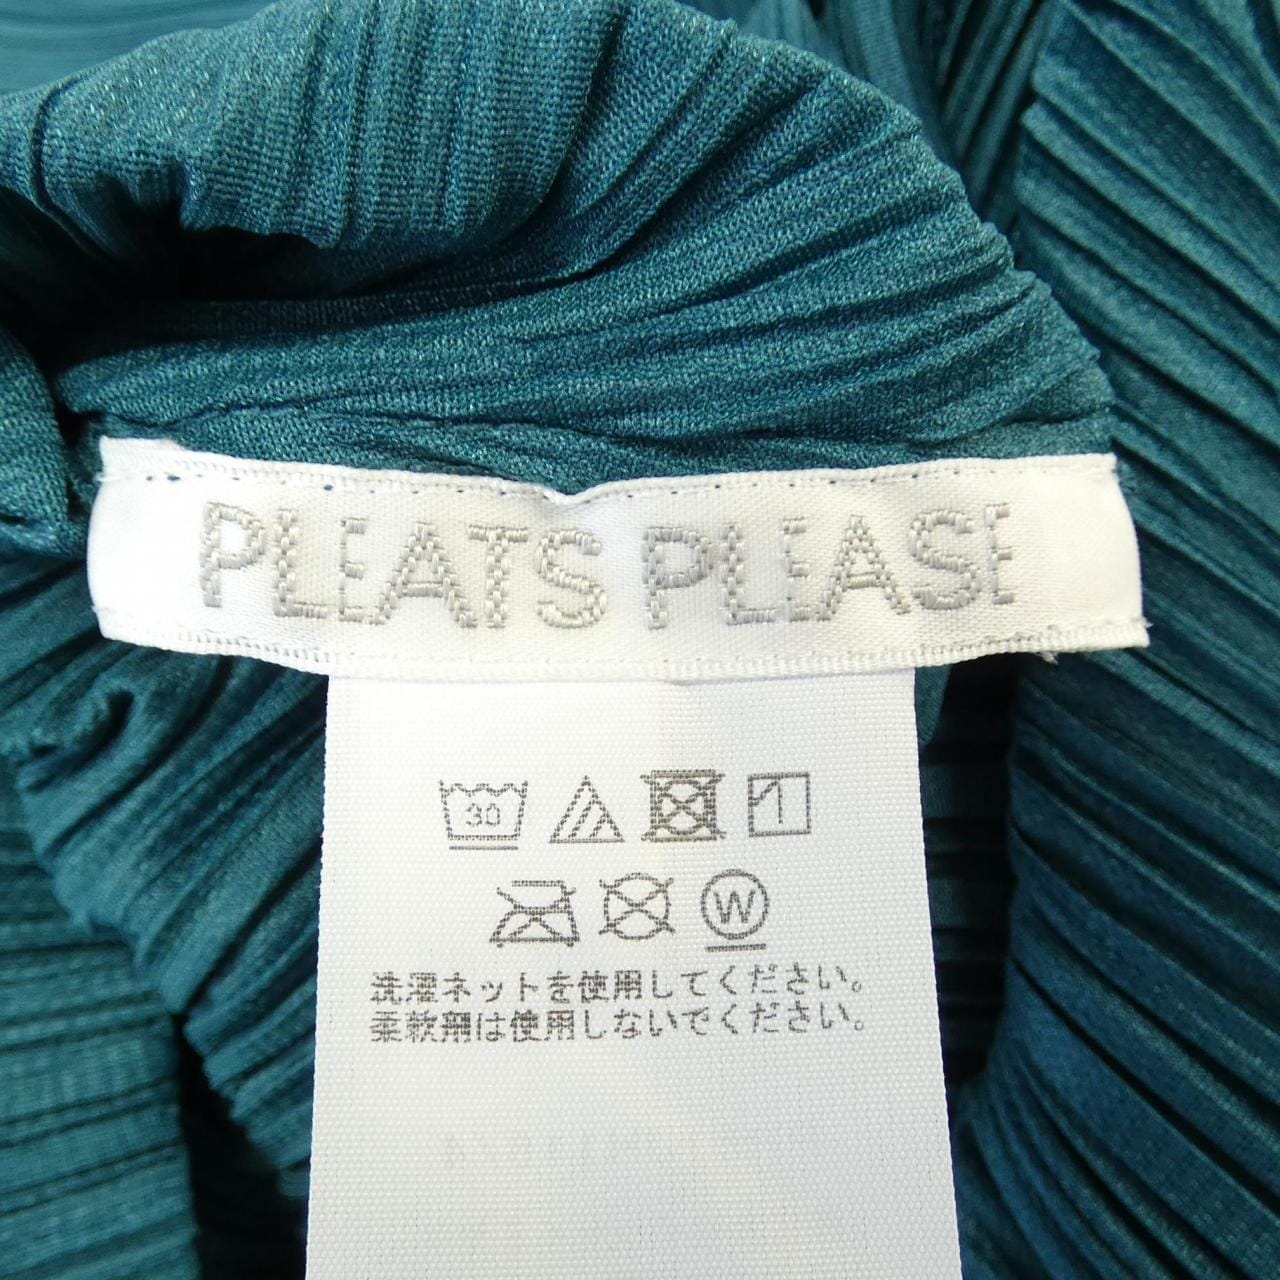 PLEATS PLEASE
30
W
洗濯ネットを使用してください。
柔軟剤は使用しないでください。